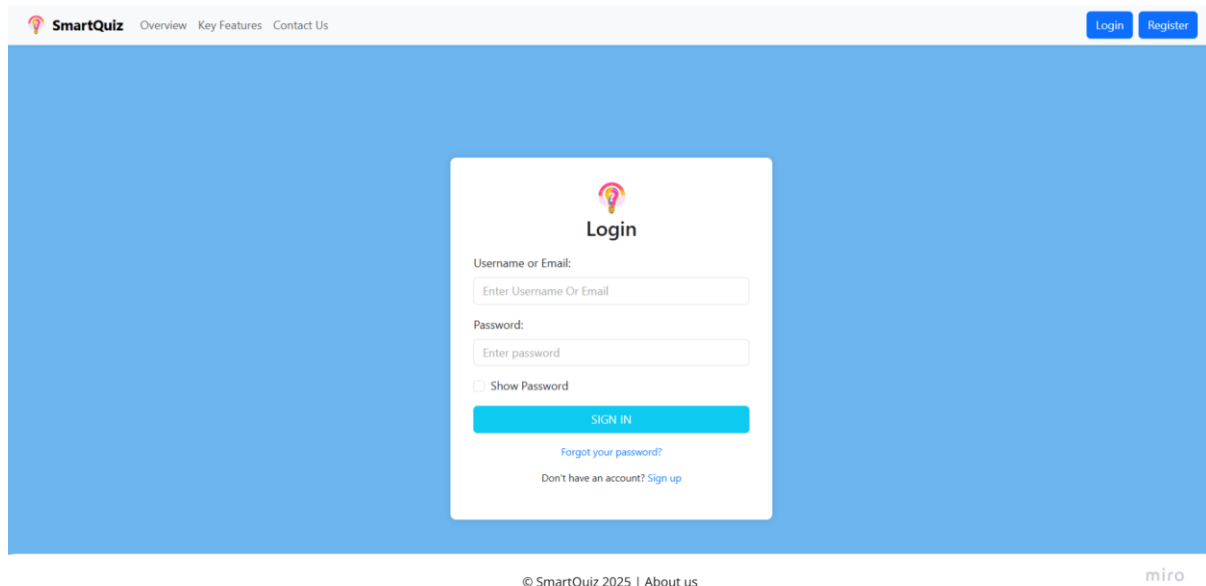 SmartQuiz Overview Key Features Contact Us Login Register
Login
Username or Email:
Enter Username Or Email
Password:
Enter password
Show Password
SIGN IN
Forgot your password?
Don't have an account? Sign up
© SmartQuiz 2025 | About us
miro